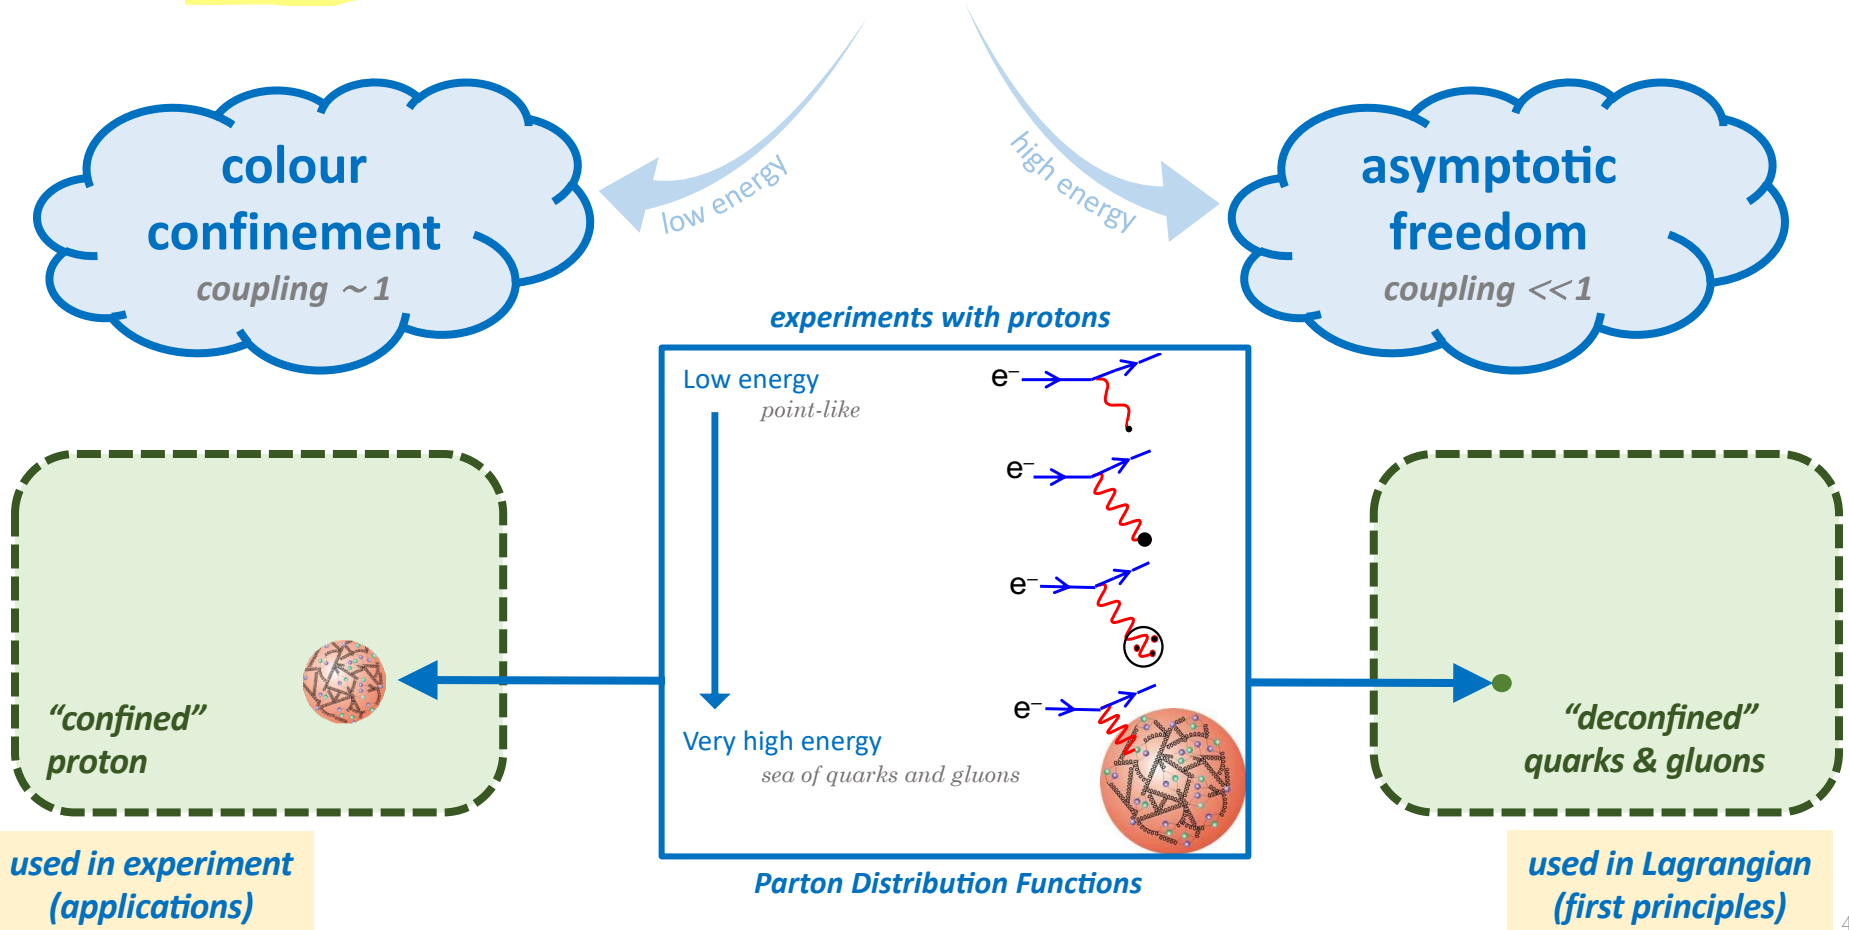 colour
confinement
coupling ~ 1
low energy
high energy
asymptotic
freedom
coupling << 1
experiments with protons
Low energy
point-like
e−
e−
e−
e−
Very high energy
sea of quarks and gluons
Parton Distribution Functions
“confined”
proton
used in experiment
(applications)
“deconfined”
quarks & gluons
used in Lagrangian
(first principles)
4